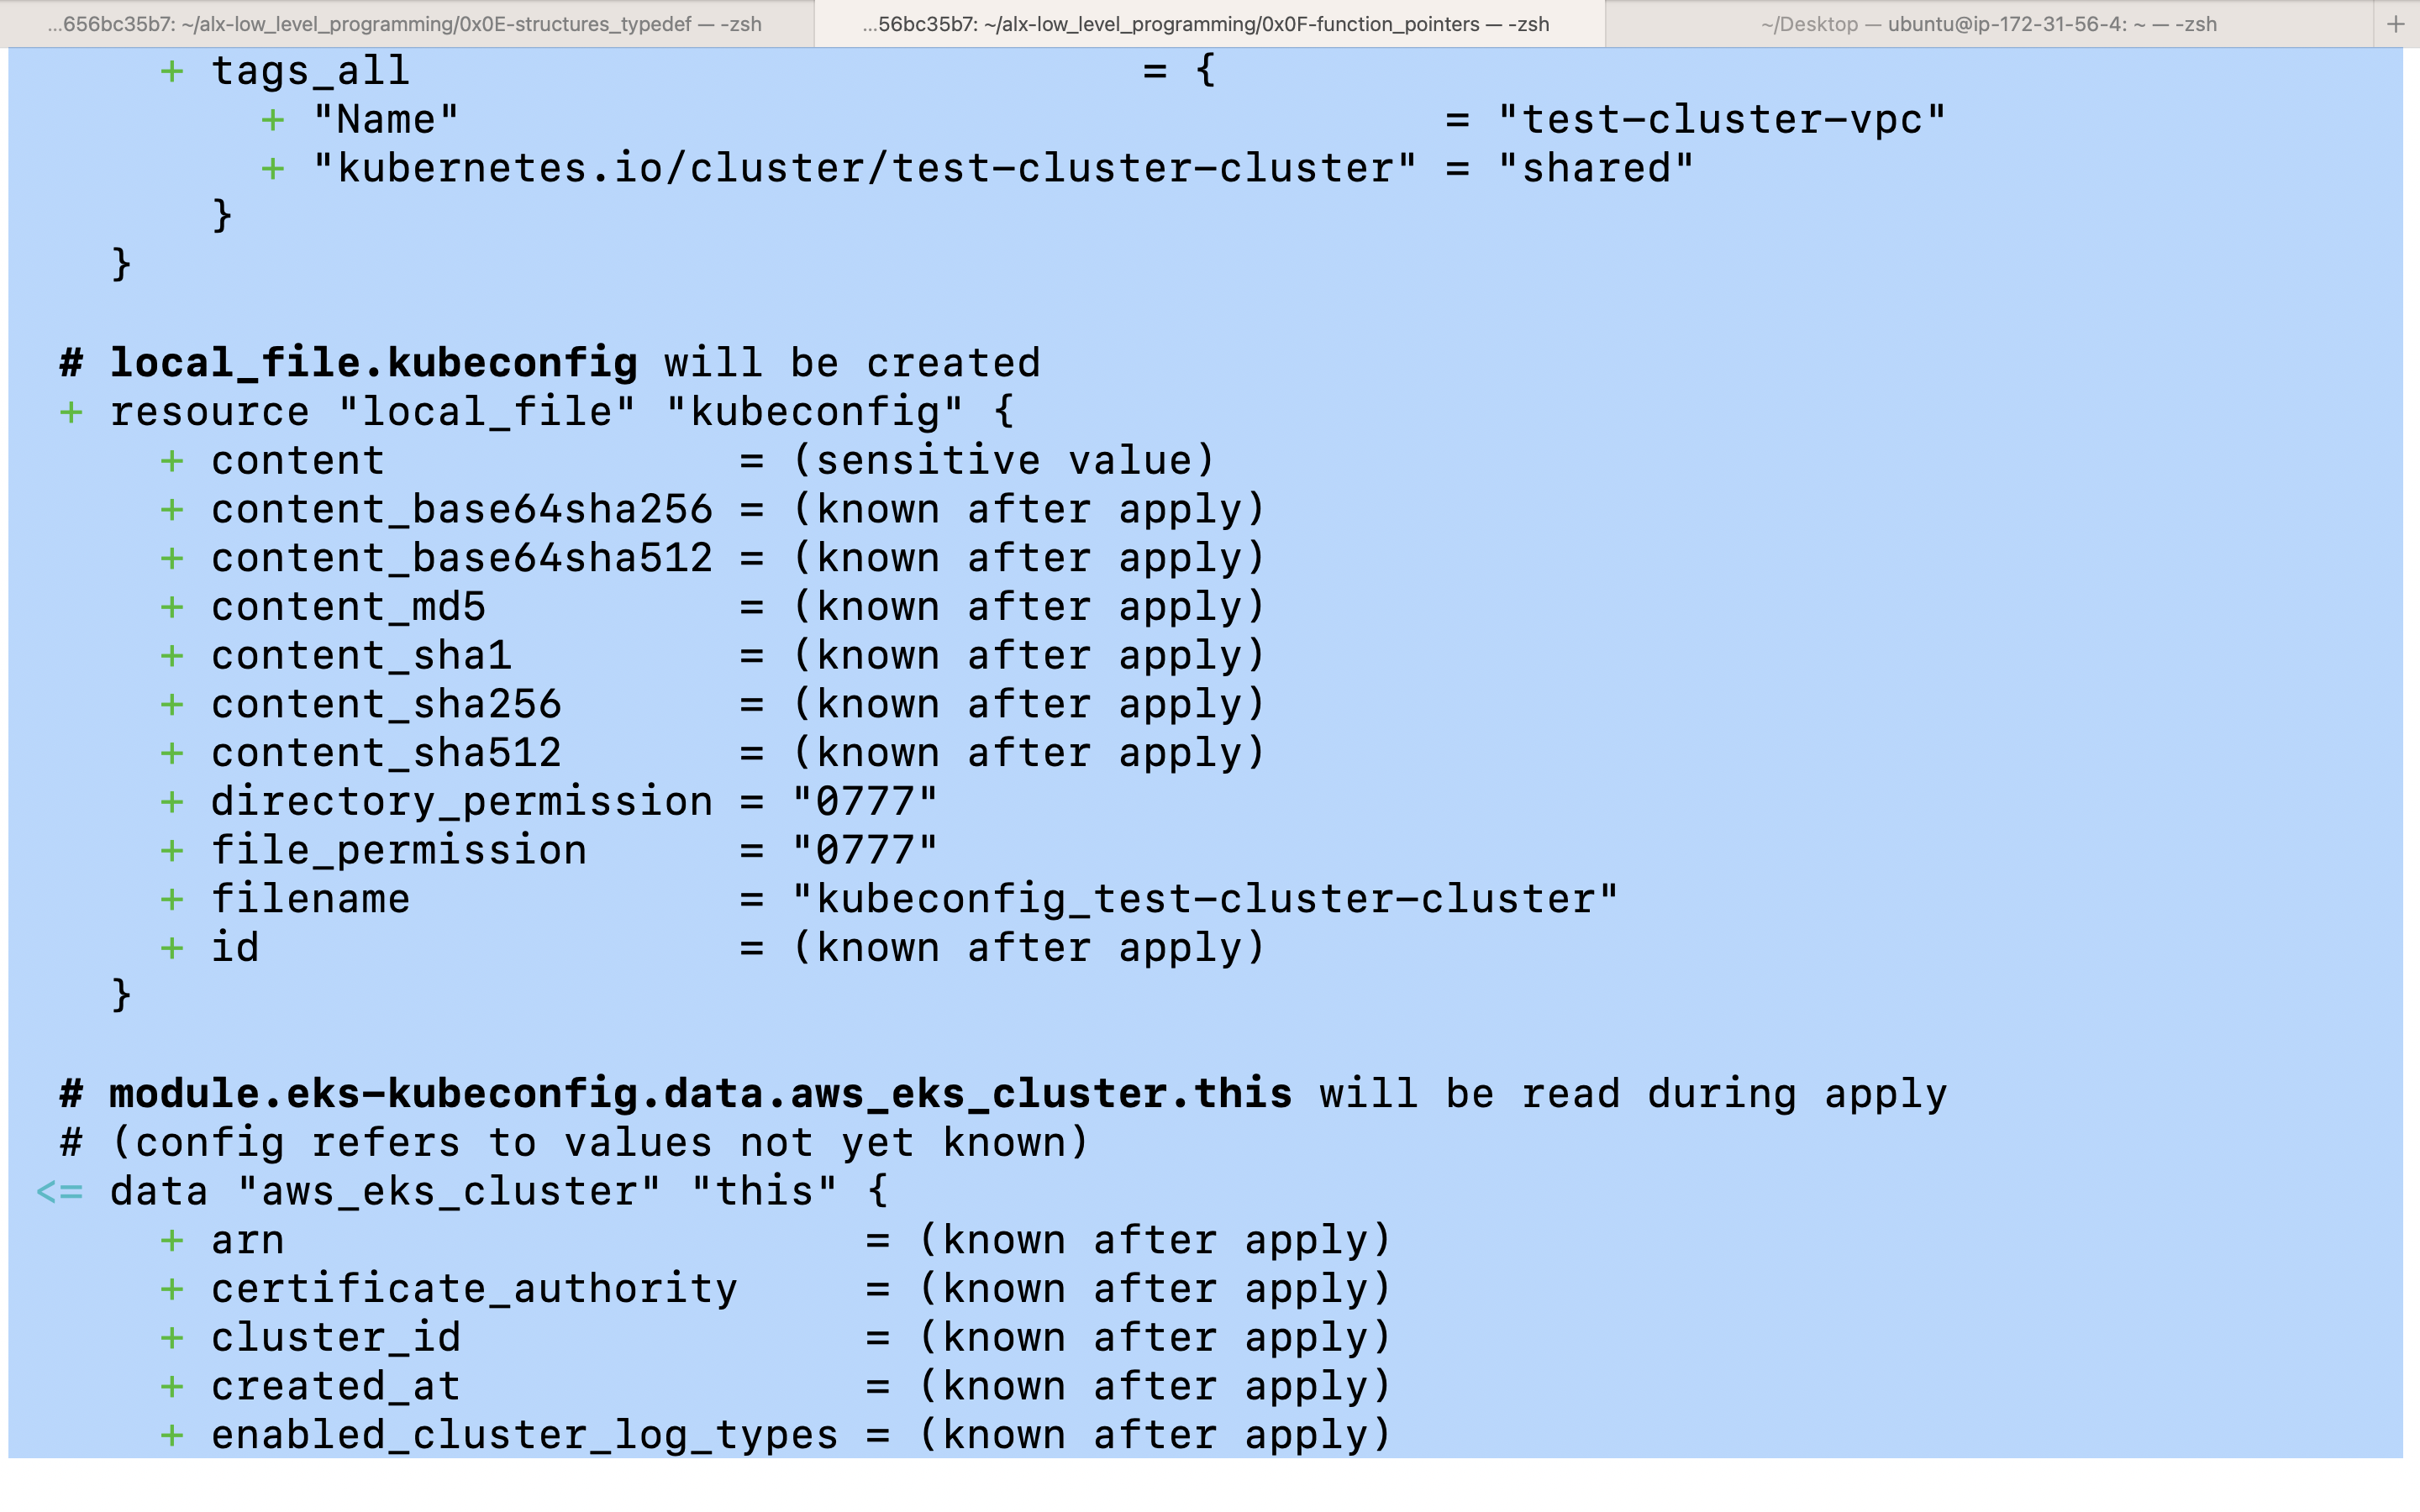 ...656bc35b7: ~/alx-low_level_programming/0x0E-structures_typedef — -zsh
...56bc35b7: ~/alx-low_level_programming/0x0F-function_pointers — -zsh
~/Desktop — ubuntu@ip-172-31-56-4: ~ — -zsh
+
+ tags_all = {
+ "Name" = "test-cluster-vpc"
+ "kubernetes.io/cluster/test-cluster-cluster" = "shared"
}
}
# local_file.kubeconfig will be created
+ resource "local_file" "kubeconfig" {
+ content = (sensitive value)
+ content_base64sha256 = (known after apply)
+ content_base64sha512 = (known after apply)
+ content_md5 = (known after apply)
+ content_sha1 = (known after apply)
+ content_sha256 = (known after apply)
+ content_sha512 = (known after apply)
+ directory_permission = "0777"
+ file_permission = "0777"
+ filename = "kubeconfig_test-cluster-cluster"
+ id = (known after apply)
}
# module.eks-kubeconfig.data.aws_eks_cluster.this will be read during apply
# (config refers to values not yet known)
<= data "aws_eks_cluster" "this" {
+ arn = (known after apply)
+ certificate_authority = (known after apply)
+ cluster_id = (known after apply)
+ created_at = (known after apply)
+ enabled_cluster_log_types = (known after apply)